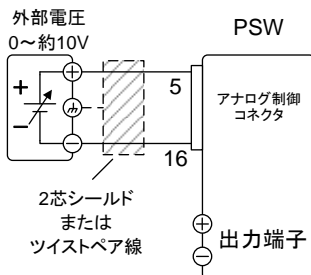 外部電圧
0～約10V
PSW
5
アナログ制御
コネクタ
16
2芯シールド
または
ツイストペア線
出力端子